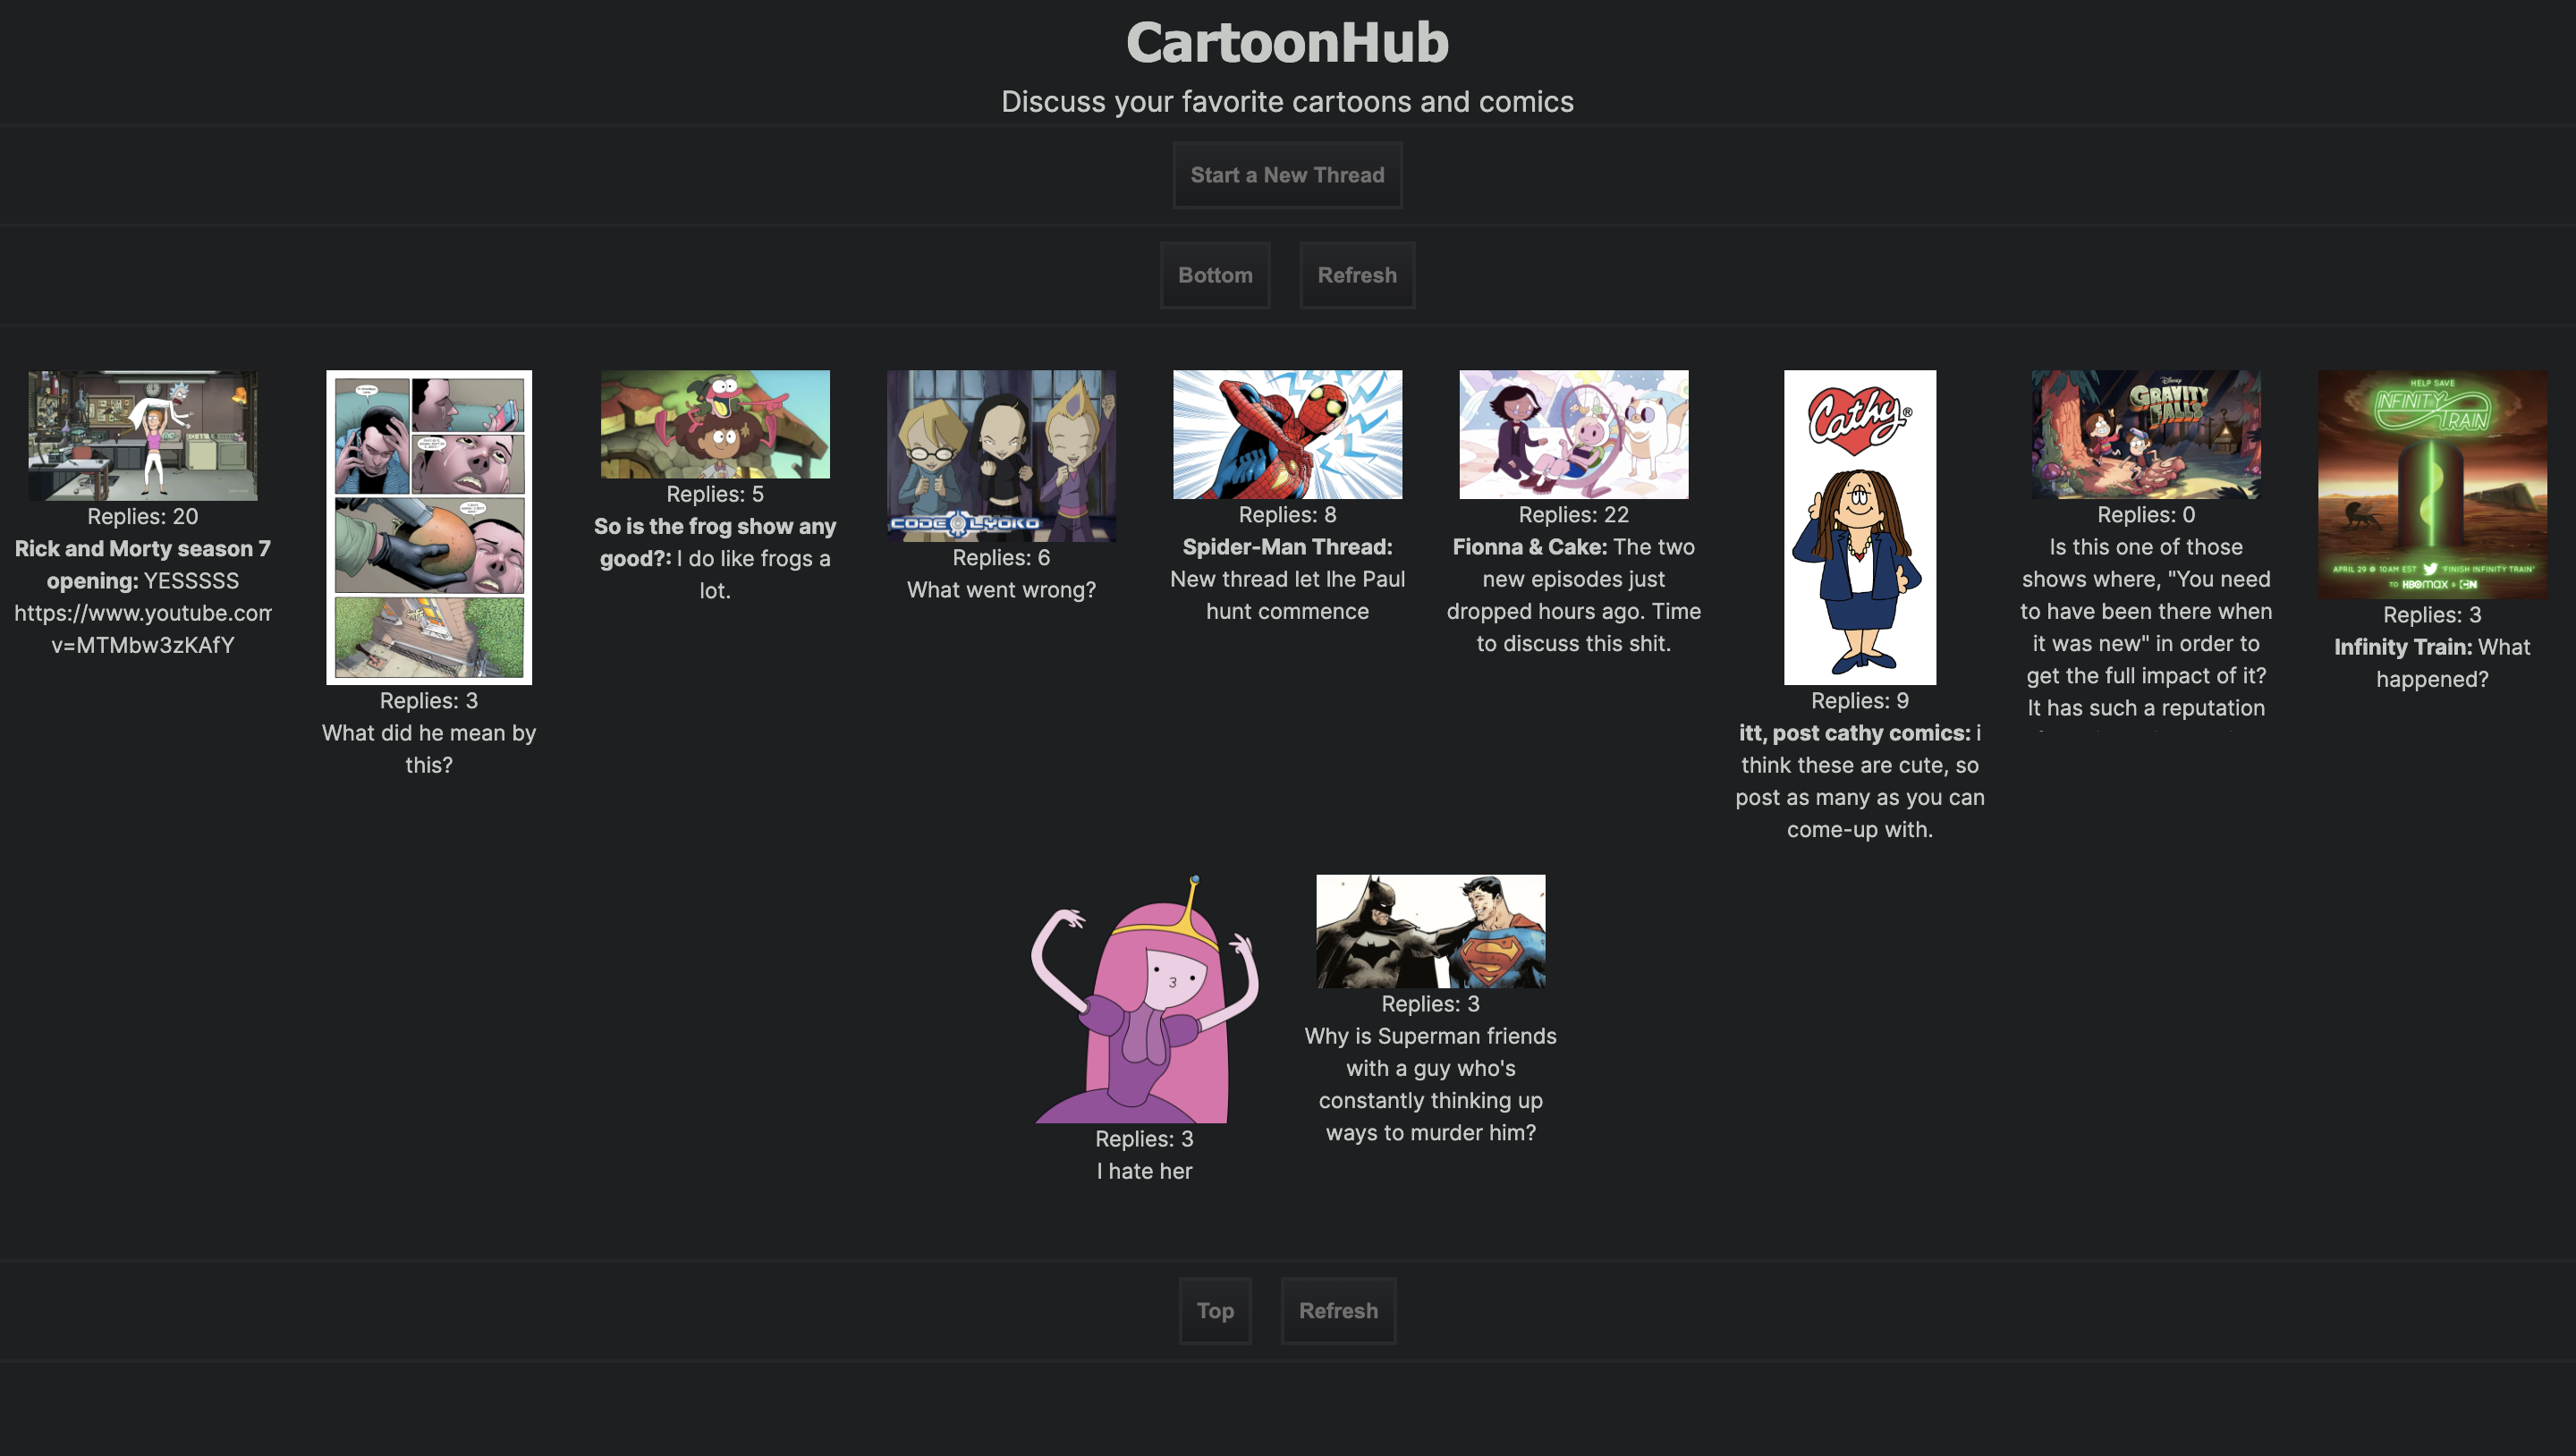 CartoonHub
Discuss your favorite cartoons and comics
Start a New Thread
Bottom
Refresh
Replies: 20
Rick and Morty season 7
opening: YESSSSS
https://www.youtube.com
v=MTMbw3zKAfY
Replies: 3
What did he mean by
this?
Replies: 5
So is the frog show any
good?: I do like frogs a
lot.
CODE LYOKO
Replies: 6
What went wrong?
Replies: 8
Spider-Man Thread:
New thread let lhe Paul
hunt commence
Replies: 22
Fionna & Cake: The two
new episodes just
dropped hours ago. Time
to discuss this shit.
Cathy®
Replies: 9
itt, post cathy comics: i
think these are cute, so
post as many as you can
come-up with.
Disney
GRAVITY
FALLS
Replies: 0
Is this one of those
shows where, "You need
to have been there when
it was new" in order to
get the full impact of it?
It has such a reputation
HELP SAVE
INFINITY
TRAIN
APRIL 29 @ 10AM EST "FINISH INFINITY TRAIN"
TO HBOMAX & CN
Replies: 3
Infinity Train: What
happened?
Replies: 3
I hate her
Replies: 3
Why is Superman friends
with a guy who's
constantly thinking up
ways to murder him?
Top
Refresh